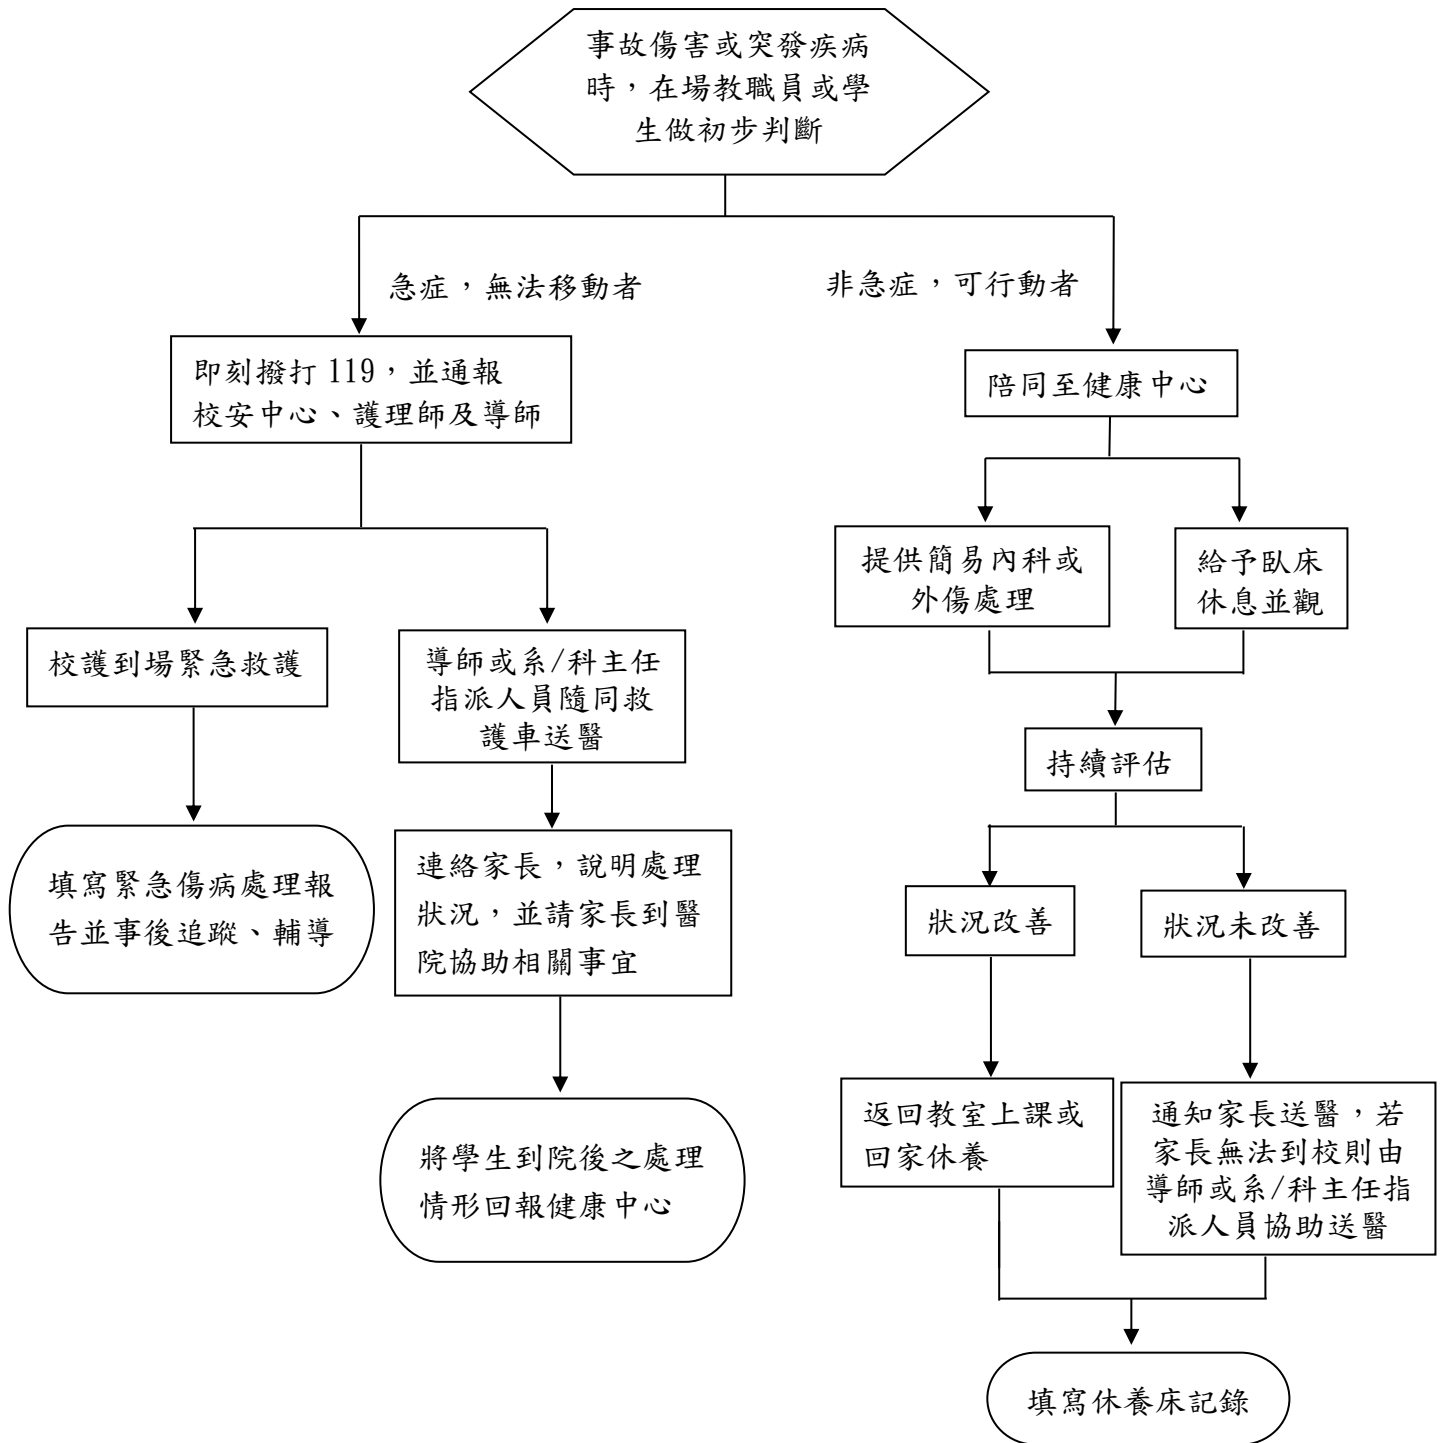 事故傷害或突發疾病
時，在場教職員或學
生做初步判斷
急症，無法移動者
非急症，可行動者
即刻撥打 119，並通報
校安中心、護理師及導師
陪同至健康中心
提供簡易內科或
外傷處理
給予臥床
休息並觀
校護到場緊急救護
導師或系/科主任
指派人員隨同救
護車送醫
持續評估
填寫緊急傷病處理報
告並事後追蹤、輔導
連絡家長，說明處理
狀況，並請家長到醫
院協助相關事宜
狀況改善
狀況未改善
將學生到院後之處理
情形回報健康中心
返回教室上課或
回家休養
通知家長送醫，若
家長無法到校則由
導師或系/科主任指
派人員協助送醫
填寫休養床記錄